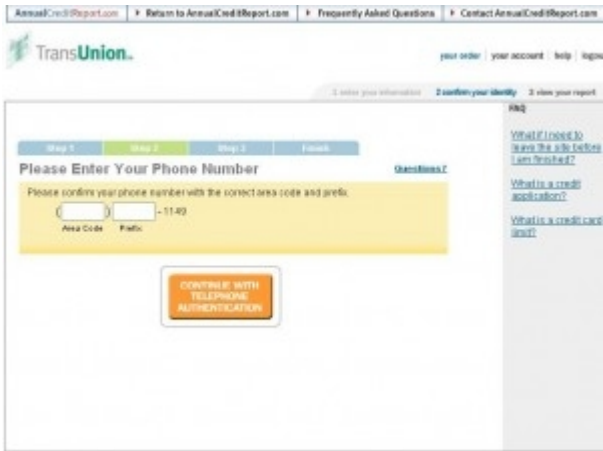 AnnualCreditReport.com
Return to AnnualCreditReport.com
Frequently Asked Questions
Contact AnnualCreditReport.com
TransUnion.
your order | your account | help | logout
1 enter your information 2 confirm your identity 3 view your report
FAQ
What if I need to
leave the site before
I am finished?
What is a credit
application?
What is a credit card
limit?
Step 1 Step 2 Step 3 Finish
Please Enter Your Phone Number
Questions?
Please confirm your phone number with the correct area code and prefix.
( ) - 1149
Area Code Prefix
CONTINUE WITH
TELEPHONE
AUTHENTICATION